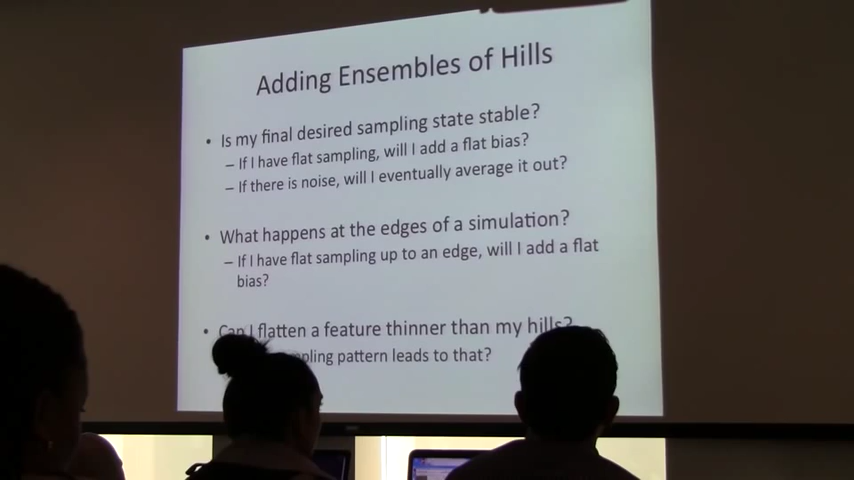 Adding Ensembles of Hills
• Is my final desired sampling state stable?
– If I have flat sampling, will I add a flat bias?
– If there is noise, will I eventually average it out?
• What happens at the edges of a simulation?
– If I have flat sampling up to an edge, will I add a flat
bias?
• Can I flatten a feature thinner than my hills?
pattern leads to that?